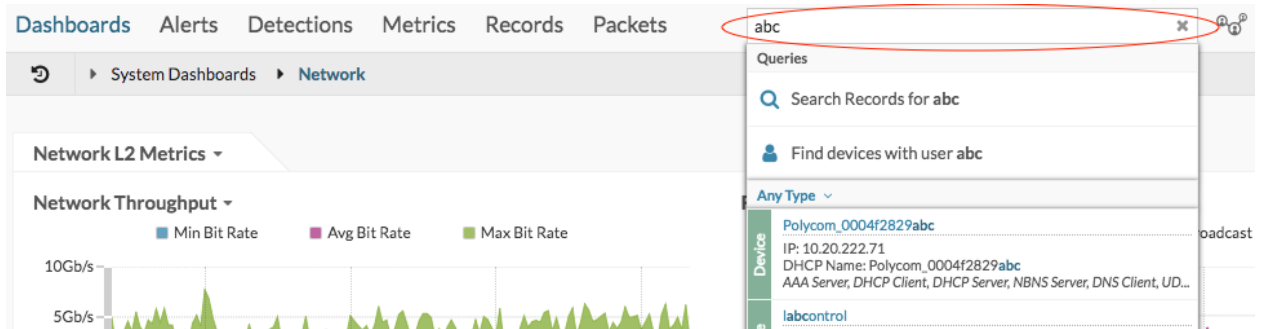 Dashboards Alerts Detections Metrics Records Packets
abc
Queries
System Dashboards Network
Search Records for abc
Find devices with user abc
Network L2 Metrics
Any Type
Network Throughput
Min Bit Rate Avg Bit Rate Max Bit Rate
10Gb/s
5Gb/s
Device
Polycom_0004f2829abc
IP: 10.20.222.71
DHCP Name: Polycom_0004f2829abc
AAA Server, DHCP Client, DHCP Server, NBNS Server, DNS Client, UD...
labcontrol